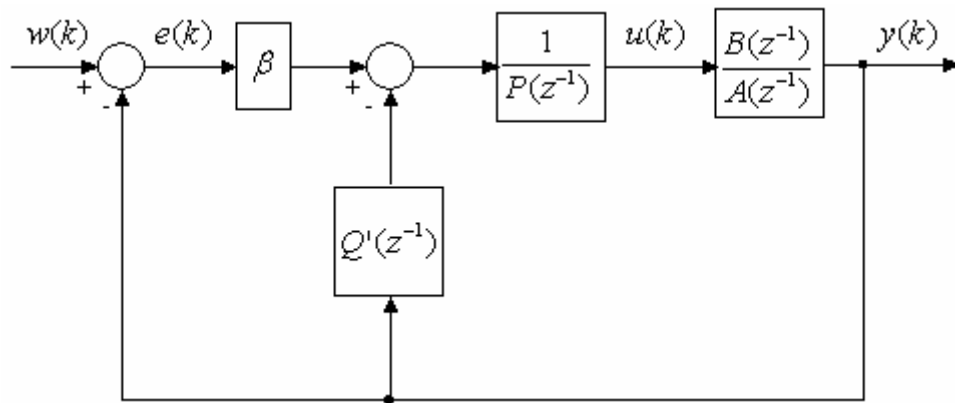 w(k)
e(k)
β
1
P(z⁻¹)
u(k)
B(z⁻¹)
A(z⁻¹)
y(k)
+
-
+
-
Q'(z⁻¹)